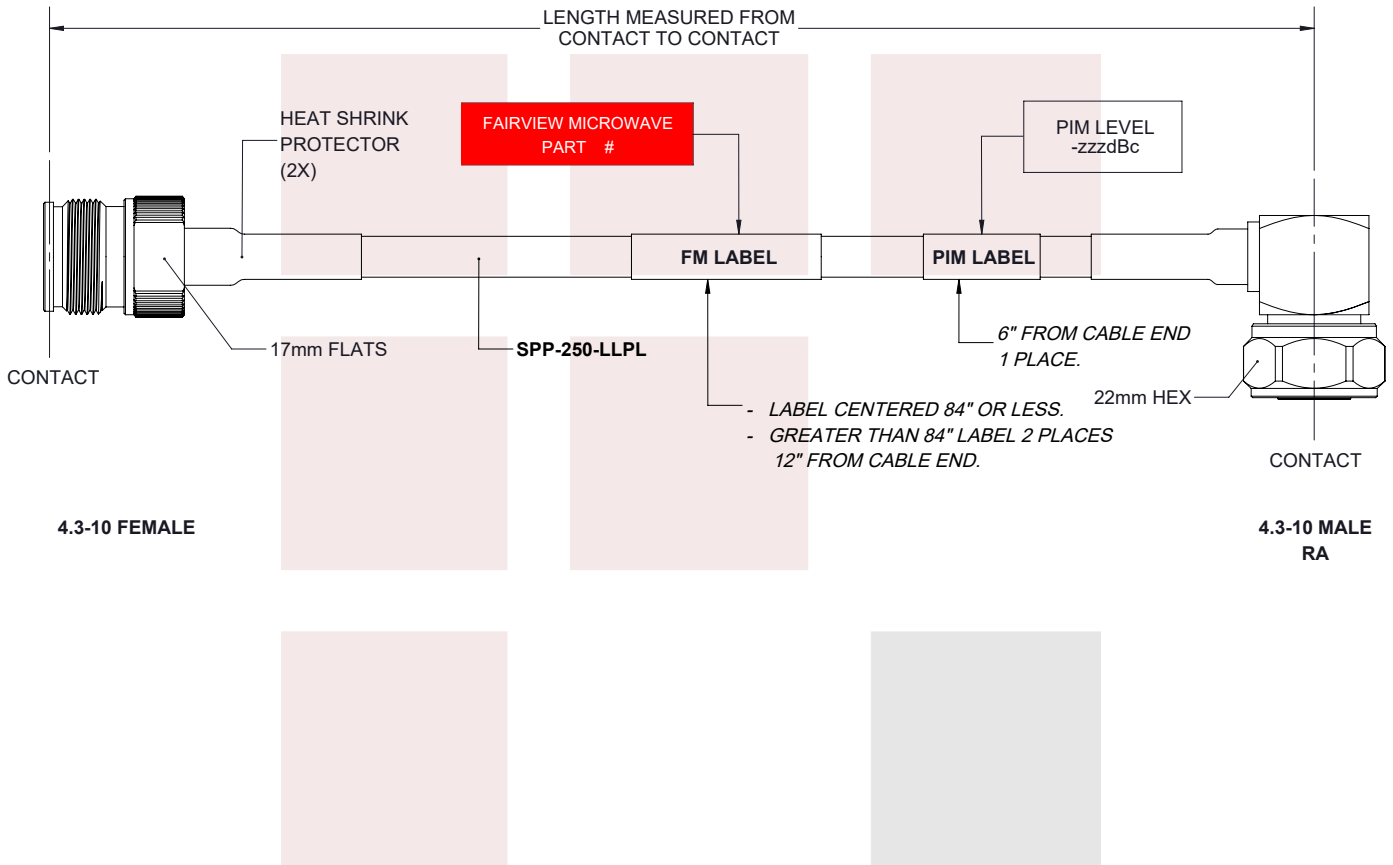 LENGTH MEASURED FROM
CONTACT TO CONTACT
HEAT SHRINK
PROTECTOR
(2X)
FAIRVIEW MICROWAVE
PART #
PIM LEVEL
-zzzdBc
FM LABEL
PIM LABEL
17mm FLATS
SPP-250-LLPL
6" FROM CABLE END
1 PLACE.
CONTACT
22mm HEX
- LABEL CENTERED 84" OR LESS.
- GREATER THAN 84" LABEL 2 PLACES
12" FROM CABLE END.
CONTACT
4.3-10 FEMALE
4.3-10 MALE
RA